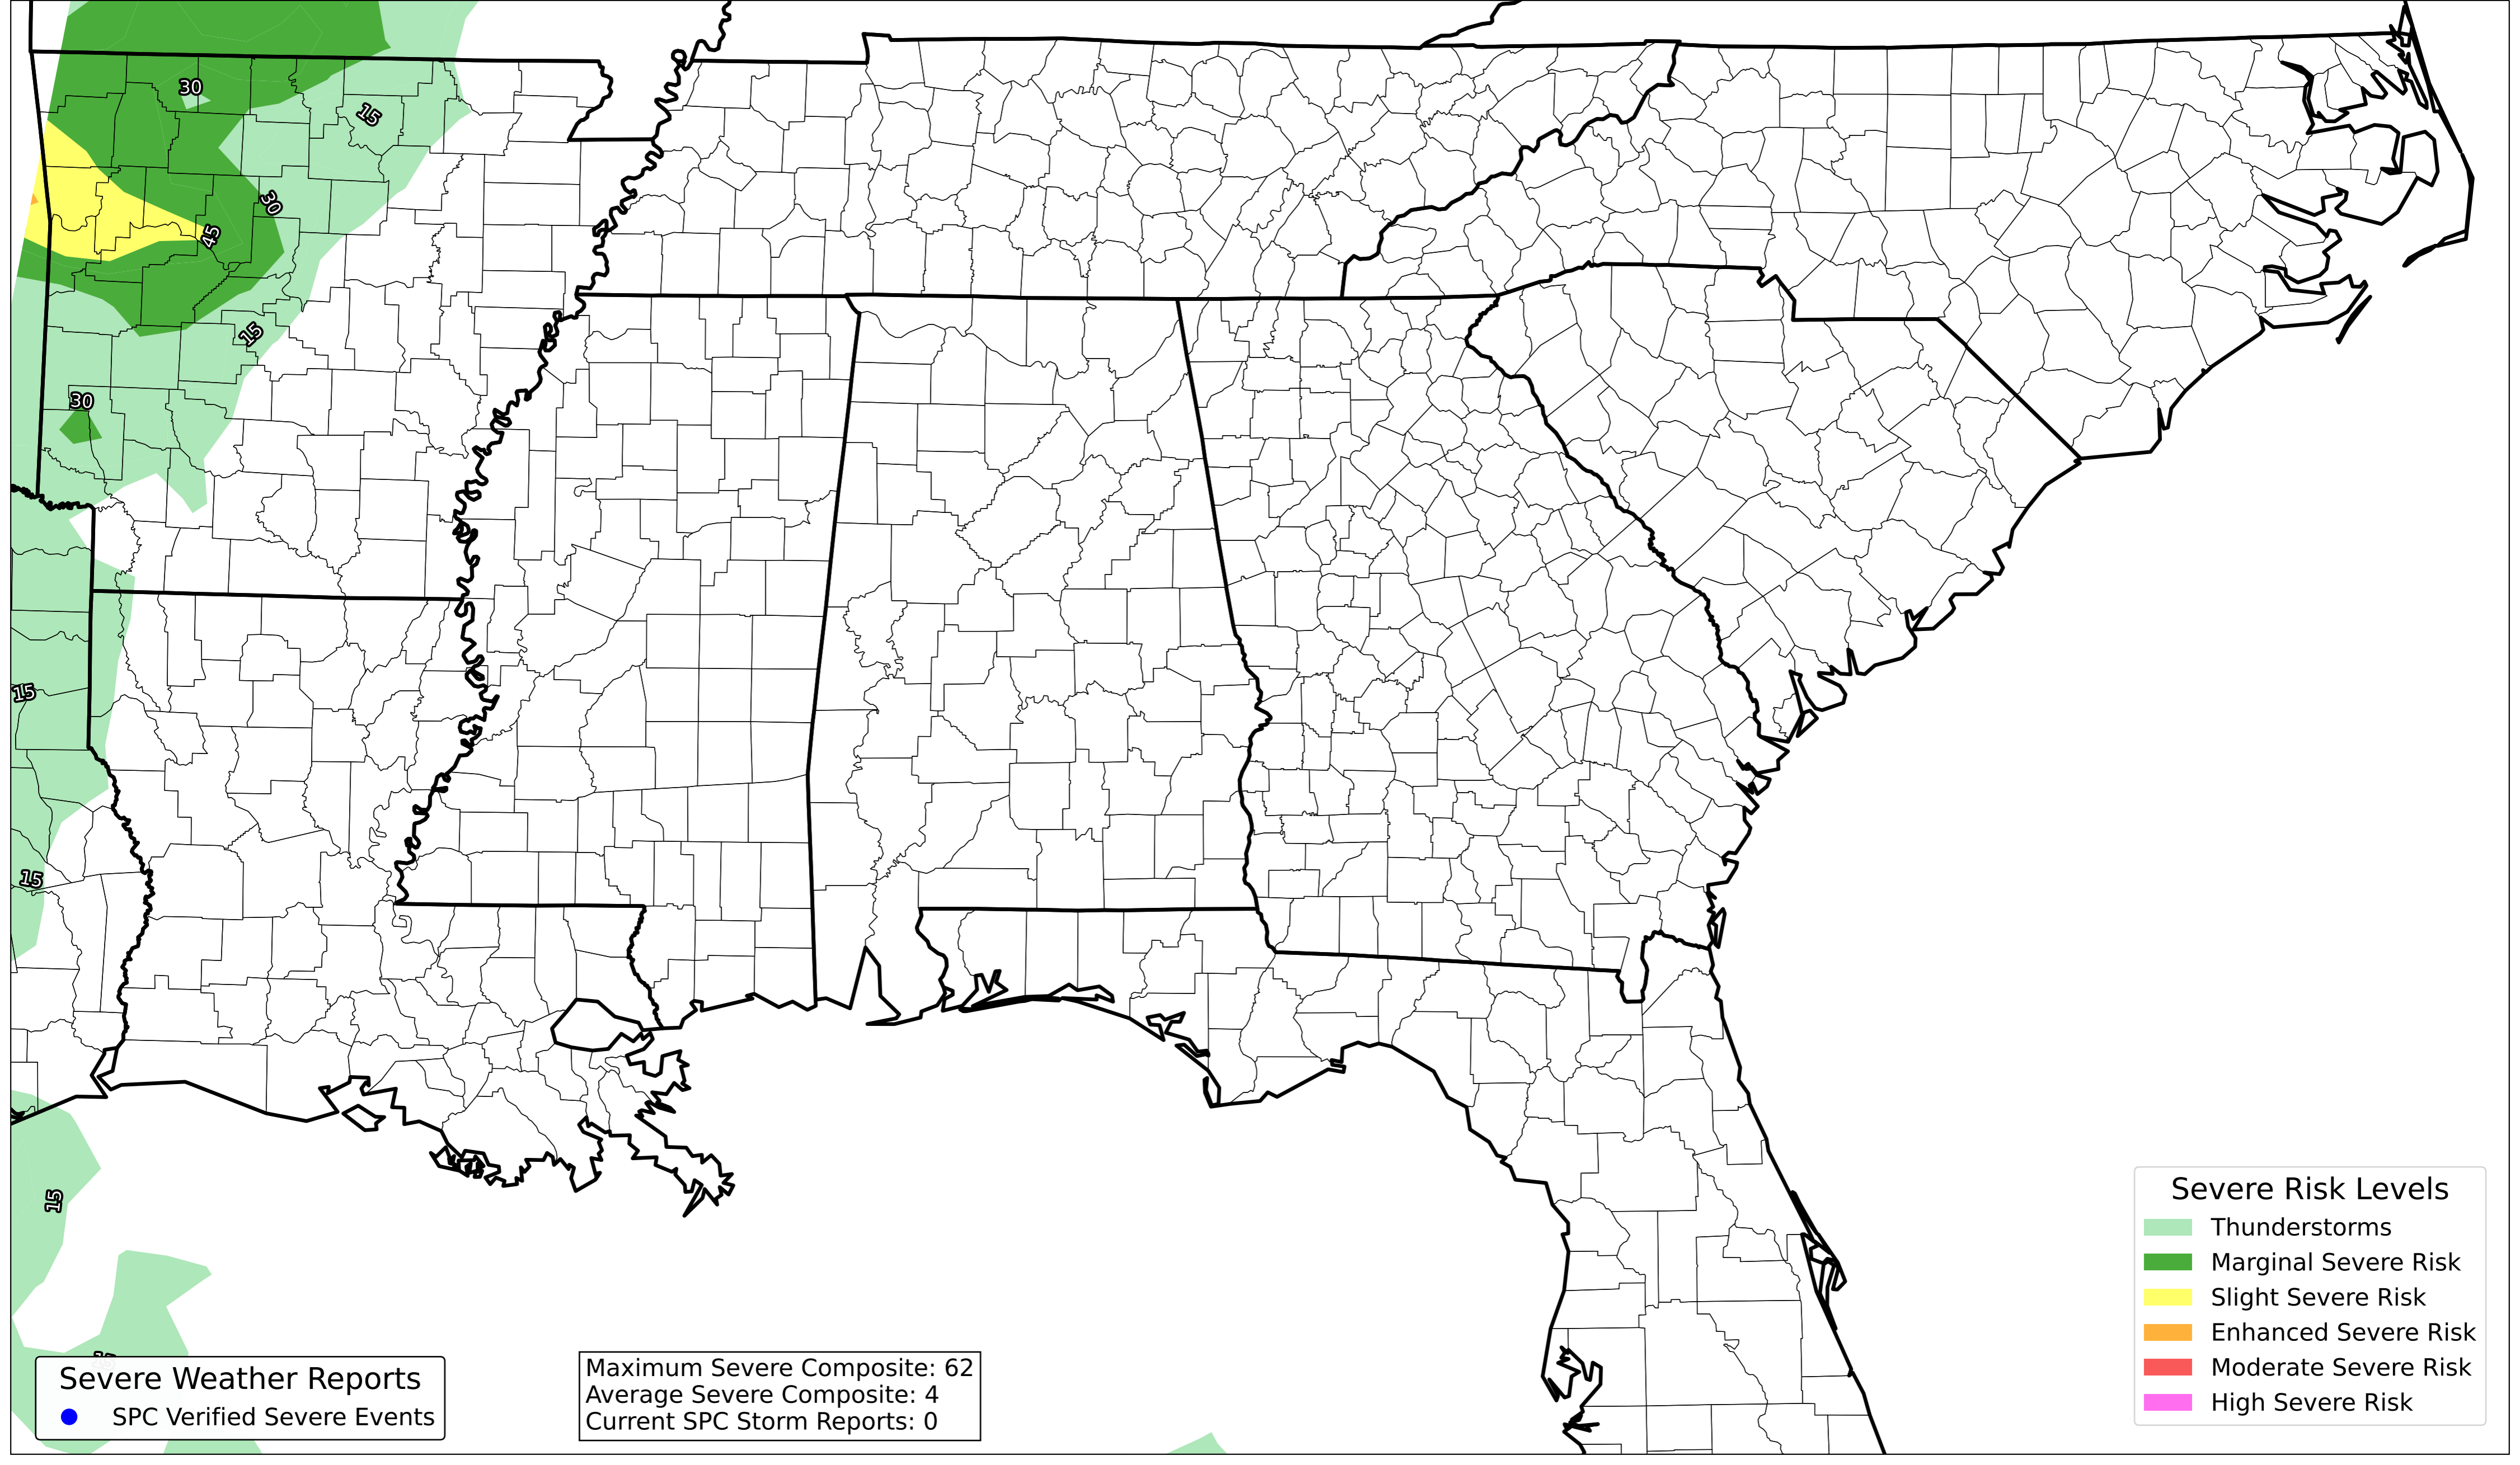 30
15
30
45
15
30
15
15
15
Severe Risk Levels
Thunderstorms
Marginal Severe Risk
Slight Severe Risk
Enhanced Severe Risk
Moderate Severe Risk
High Severe Risk
Severe Weather Reports
SPC Verified Severe Events
Maximum Severe Composite: 62
Average Severe Composite: 4
Current SPC Storm Reports: 0